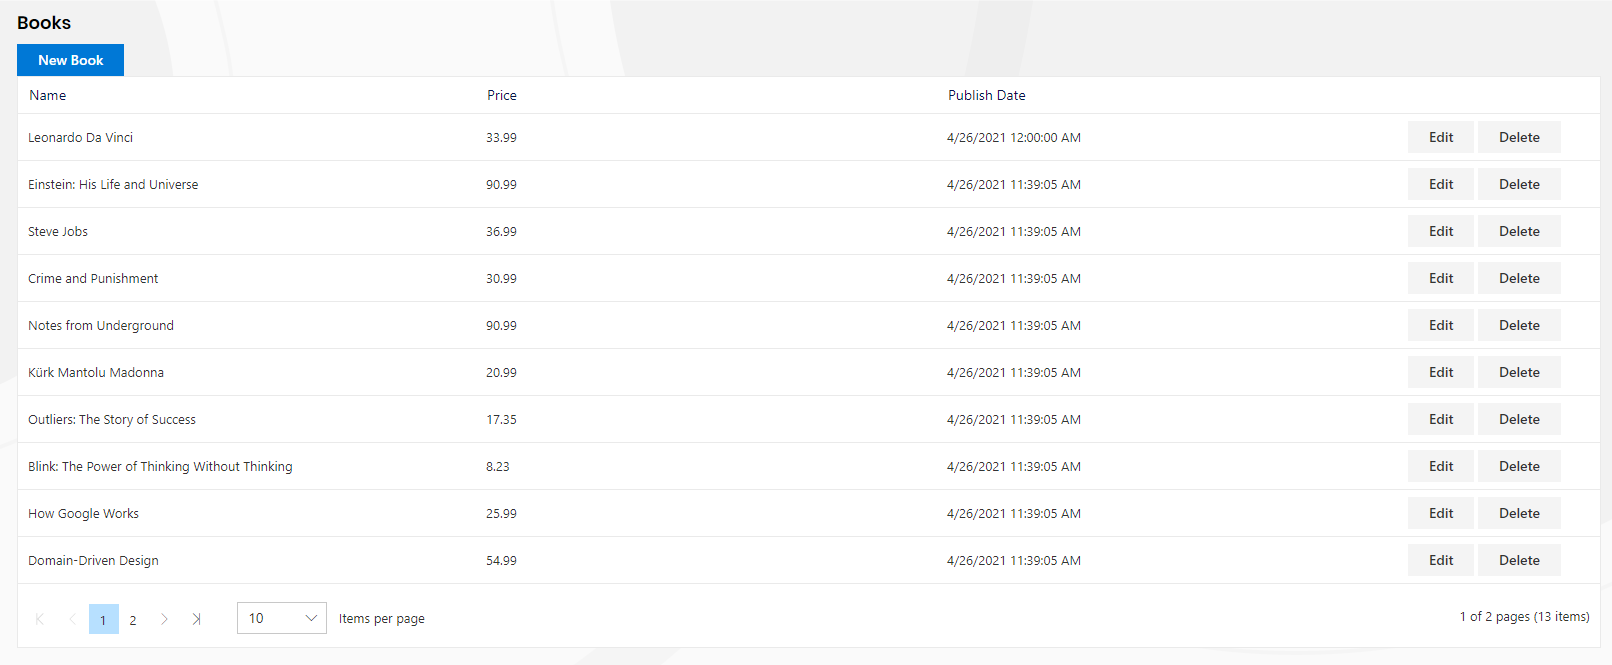 Books
New Book
Name Price Publish Date
Leonardo Da Vinci 33.99 4/26/2021 12:00:00 AM Edit Delete
Einstein: His Life and Universe 90.99 4/26/2021 11:39:05 AM Edit Delete
Steve Jobs 36.99 4/26/2021 11:39:05 AM Edit Delete
Crime and Punishment 30.99 4/26/2021 11:39:05 AM Edit Delete
Notes from Underground 90.99 4/26/2021 11:39:05 AM Edit Delete
Kürk Mantolu Madonna 20.99 4/26/2021 11:39:05 AM Edit Delete
Outliers: The Story of Success 17.35 4/26/2021 11:39:05 AM Edit Delete
Blink: The Power of Thinking Without Thinking 8.23 4/26/2021 11:39:05 AM Edit Delete
How Google Works 25.99 4/26/2021 11:39:05 AM Edit Delete
Domain-Driven Design 54.99 4/26/2021 11:39:05 AM Edit Delete
1 2 10 Items per page 1 of 2 pages (13 items)